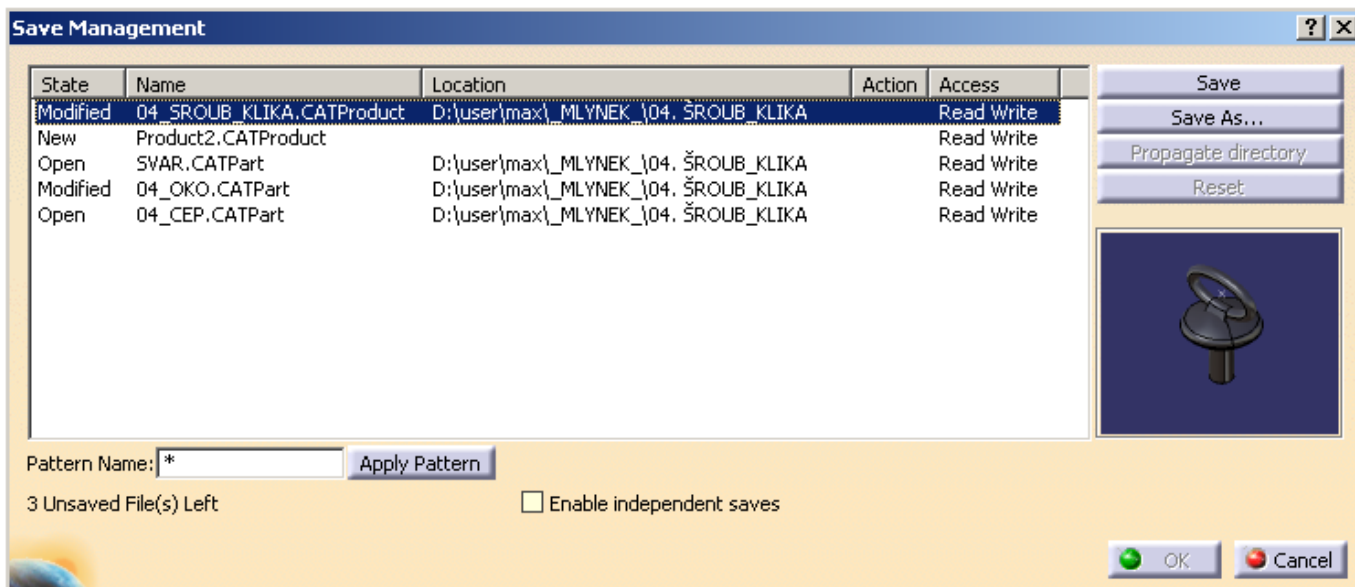 Save Management
State Name Location Action Access
Modified 04_SROUB_KLIKA.CATProduct D:\user\max\_MLYNEK_\04. ŠROUB_KLIKA Read Write
New Product2.CATProduct Read Write
Open SVAR.CATPart D:\user\max\_MLYNEK_\04. ŠROUB_KLIKA Read Write
Modified 04_OKO.CATPart D:\user\max\_MLYNEK_\04. ŠROUB_KLIKA Read Write
Open 04_CEP.CATPart D:\user\max\_MLYNEK_\04. ŠROUB_KLIKA Read Write
Save
Save As...
Propagate directory
Reset
Pattern Name: * Apply Pattern
3 Unsaved File(s) Left Enable independent saves
OK Cancel